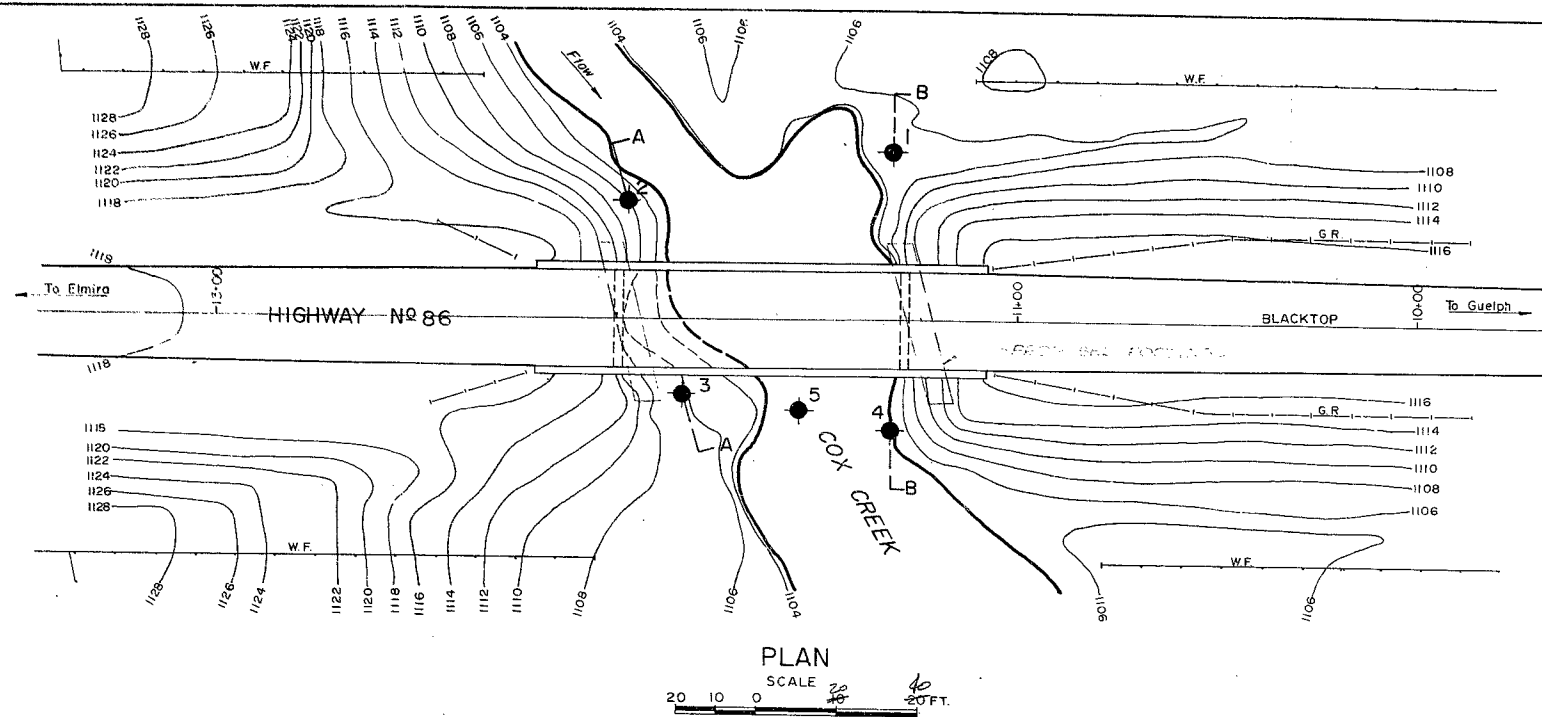 1128 1126 1124 1122 1120 1118 1116 1114 1112 1110 1108 1106 1104
Flow
1104 1106 1106 1106
1108
W.F.
W.F.
B
A
1
2
1128
1126
1124
1122
1120
1118
1108
1110
1112
1114
G.R.
1116
1118
To Elmira
13+00
HIGHWAY Nº 86
11+00
BLACKTOP
10+00
To Guelph
1118
3
5
4
A
B
COX CREEK
1116
G.R.
1114
1112
1110
1108
1106
1118
1120
1122
1124
1126
1128
W.F.
W.F.
1128 1126 1124 1122 1120 1118 1116 1114 1112 1110 1108 1106 1104 1106 1106
PLAN
SCALE
20 10 0 20 40
10 20 FT.